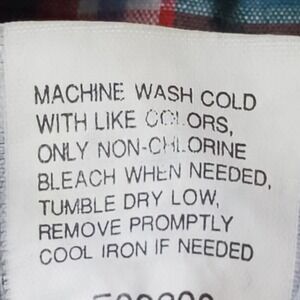 MACHINE WASH COLD
WITH LIKE COLORS,
ONLY NON-CHLORINE
BLEACH WHEN NEEDED,
TUMBLE DRY LOW,
REMOVE PROMPTLY
COOL IRON IF NEEDED